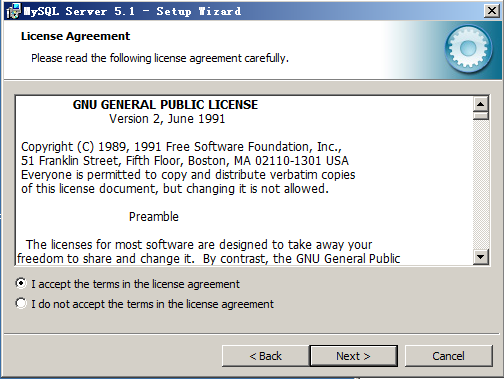 MySQL Server 5.1 - Setup Wizard
License Agreement
Please read the following license agreement carefully.
GNU GENERAL PUBLIC LICENSE
Version 2, June 1991
Copyright (C) 1989, 1991 Free Software Foundation, Inc.,
51 Franklin Street, Fifth Floor, Boston, MA 02110-1301 USA
Everyone is permitted to copy and distribute verbatim copies
of this license document, but changing it is not allowed.
Preamble
The licenses for most software are designed to take away your
freedom to share and change it. By contrast, the GNU General Public
I accept the terms in the license agreement
I do not accept the terms in the license agreement
< Back Next > Cancel